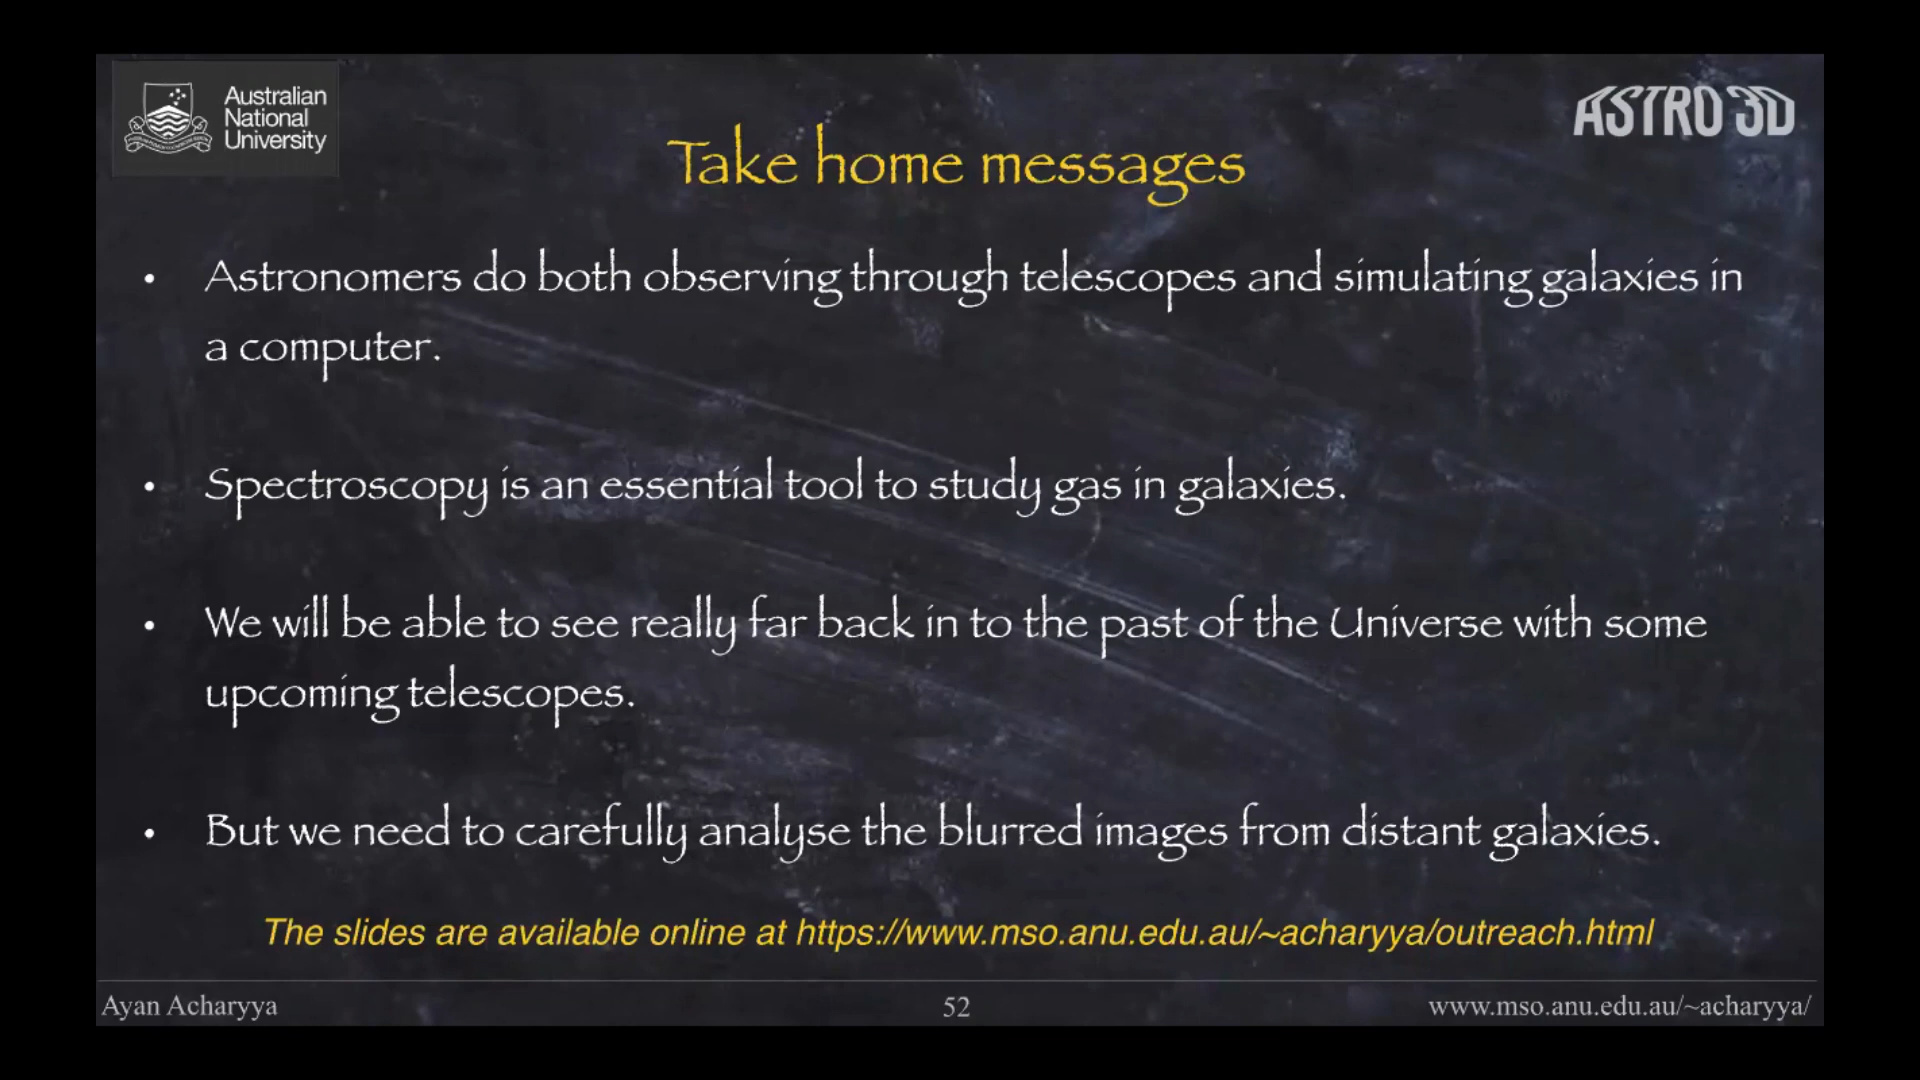 Australian
National
University
ASTRO 3D
Take home messages
• Astronomers do both observing through telescopes and simulating galaxies in
a computer.
• Spectroscopy is an essential tool to study gas in galaxies.
• We will be able to see really far back in to the past of the Universe with some
upcoming telescopes.
• But we need to carefully analyse the blurred images from distant galaxies.
The slides are available online at https://www.mso.anu.edu.au/~acharyya/outreach.html
Ayan Acharyya
52
www.mso.anu.edu.au/~acharyya/